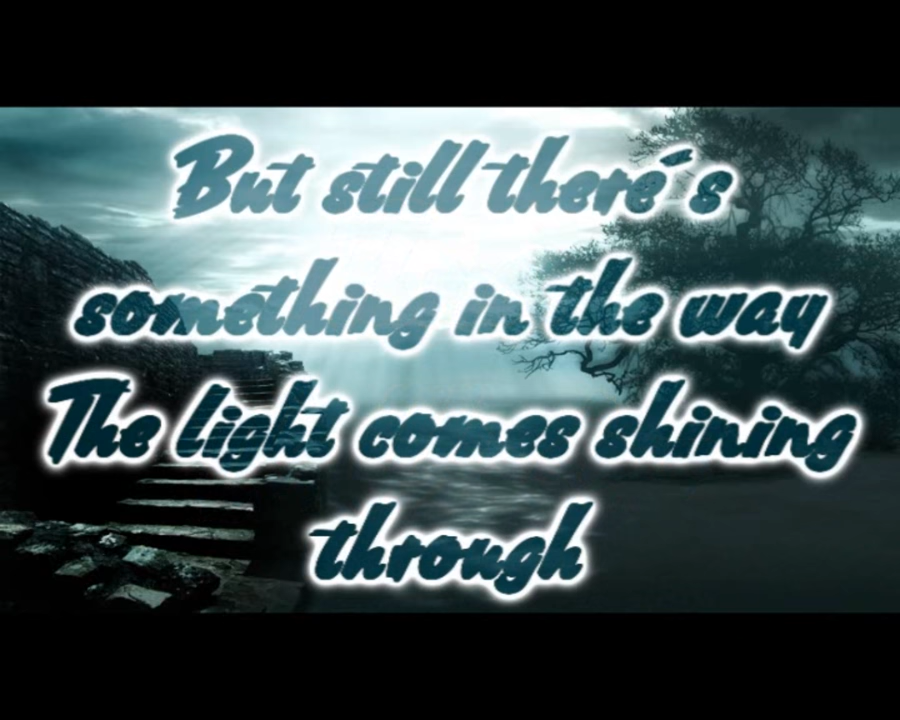 But still there´s
something in the way
The light comes shining
through